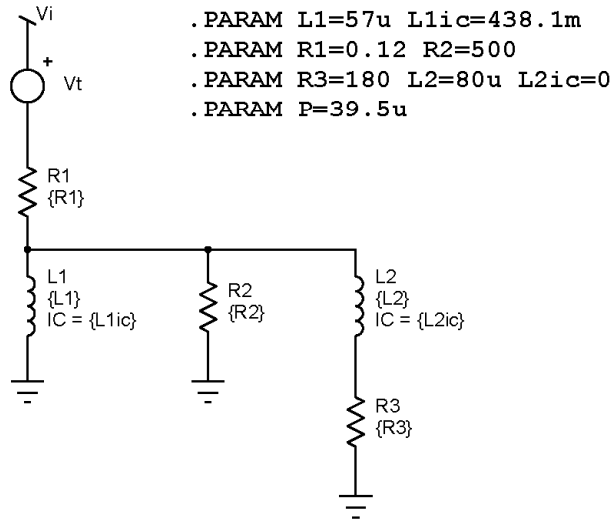 Vi
.PARAM L1=57u L1ic=438.1m
.PARAM R1=0.12 R2=500
.PARAM R3=180 L2=80u L2ic=0
.PARAM P=39.5u
+
Vt
R1
{R1}
L1
{L1}
IC = {L1ic}
R2
{R2}
L2
{L2}
IC = {L2ic}
R3
{R3}